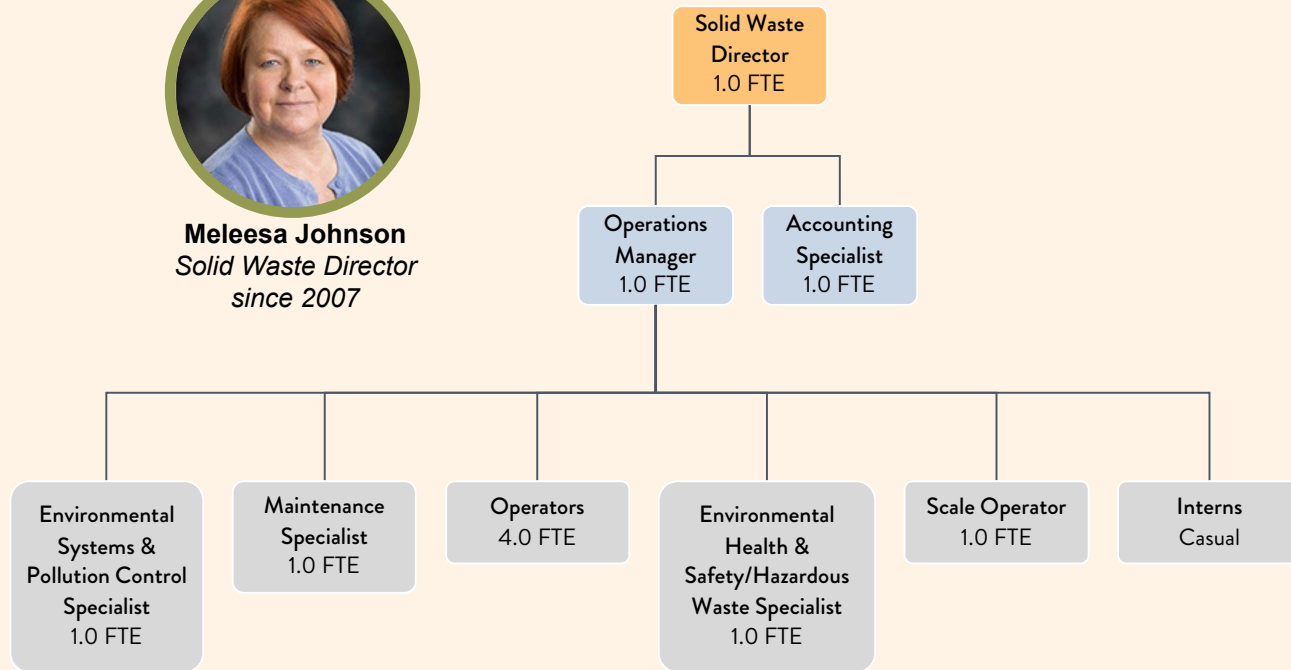 Solid Waste
Director
1.0 FTE
Meleesa Johnson
Solid Waste Director
since 2007
Operations
Manager
1.0 FTE
Accounting
Specialist
1.0 FTE
Environmental
Systems &
Pollution Control
Specialist
1.0 FTE
Maintenance
Specialist
1.0 FTE
Operators
4.0 FTE
Environmental
Health &
Safety/Hazardous
Waste Specialist
1.0 FTE
Scale Operator
1.0 FTE
Interns
Casual